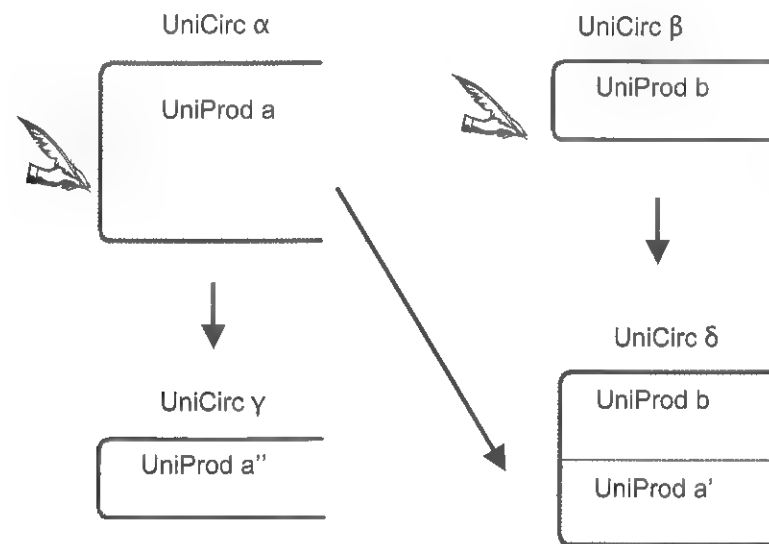 UniCirc α
UniProd a
UniCirc β
UniProd b
UniCirc γ
UniProd a''
UniCirc δ
UniProd b
UniProd a'